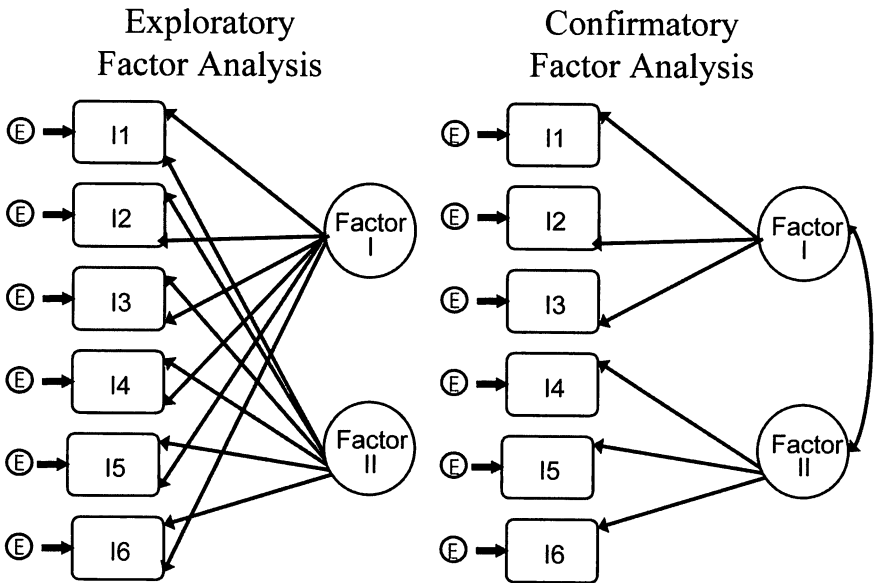 Exploratory
Factor Analysis
E
I1
E
I2
E
I3
E
I4
E
I5
E
I6
Factor
I
Factor
II
Confirmatory
Factor Analysis
E
I1
E
I2
E
I3
E
I4
E
I5
E
I6
Factor
I
Factor
II